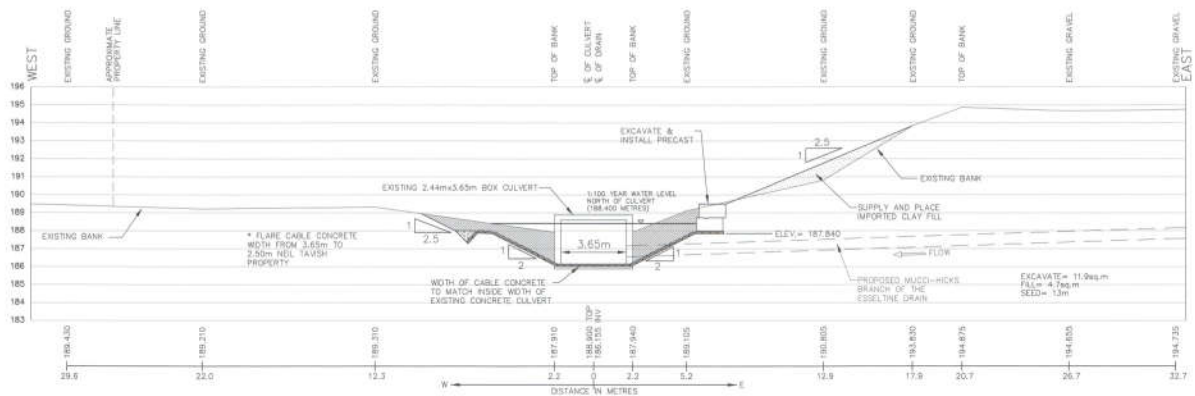 WEST
EXISTING GROUND
APPROXIMATE
PROPERTY LINE
EXISTING GROUND
EXISTING GROUND
TOP OF BANK
℄ OF CULVERT
℄ OF DRAIN
TOP OF BANK
EXISTING GROUND
EXISTING GROUND
EXISTING GROUND
TOP OF BANK
EXISTING GRAVEL
EXISTING GRAVEL
EAST
196
195
194
193
192
191
190
189
188
187
186
185
184
183
EXCAVATE &
INSTALL PRECAST
1
2.5
EXISTING BANK
EXISTING 2.44mx3.65m BOX CULVERT
1:100 YEAR WATER LEVEL
NORTH OF CULVERT
(188.400 METRES)
SUPPLY AND PLACE
IMPORTED CLAY FILL
EXISTING BANK
* FLARE CABLE CONCRETE
WIDTH FROM 3.65m TO
2.50m NEIL TAVISH
PROPERTY
1
2.5
1
2
3.65m
1
2
ELEV.= 187.840
FLOW
WIDTH OF CABLE CONCRETE
TO MATCH INSIDE WIDTH OF
EXISTING CONCRETE CULVERT
PROPOSED MUCCI-HICKS
BRANCH OF THE
ESSELTINE DRAIN
EXCAVATE= 11.9sq.m
FILL= 4.7sq.m
SEED= 13m
189.430
189.210
189.310
187.910
188.900 TOP
186.155 INV
187.940
189.105
190.805
193.830
194.875
194.655
194.735
29.6
22.0
12.3
2.2
0
2.2
5.2
12.9
17.9
20.7
26.7
32.7
W
E
DISTANCE IN METRES